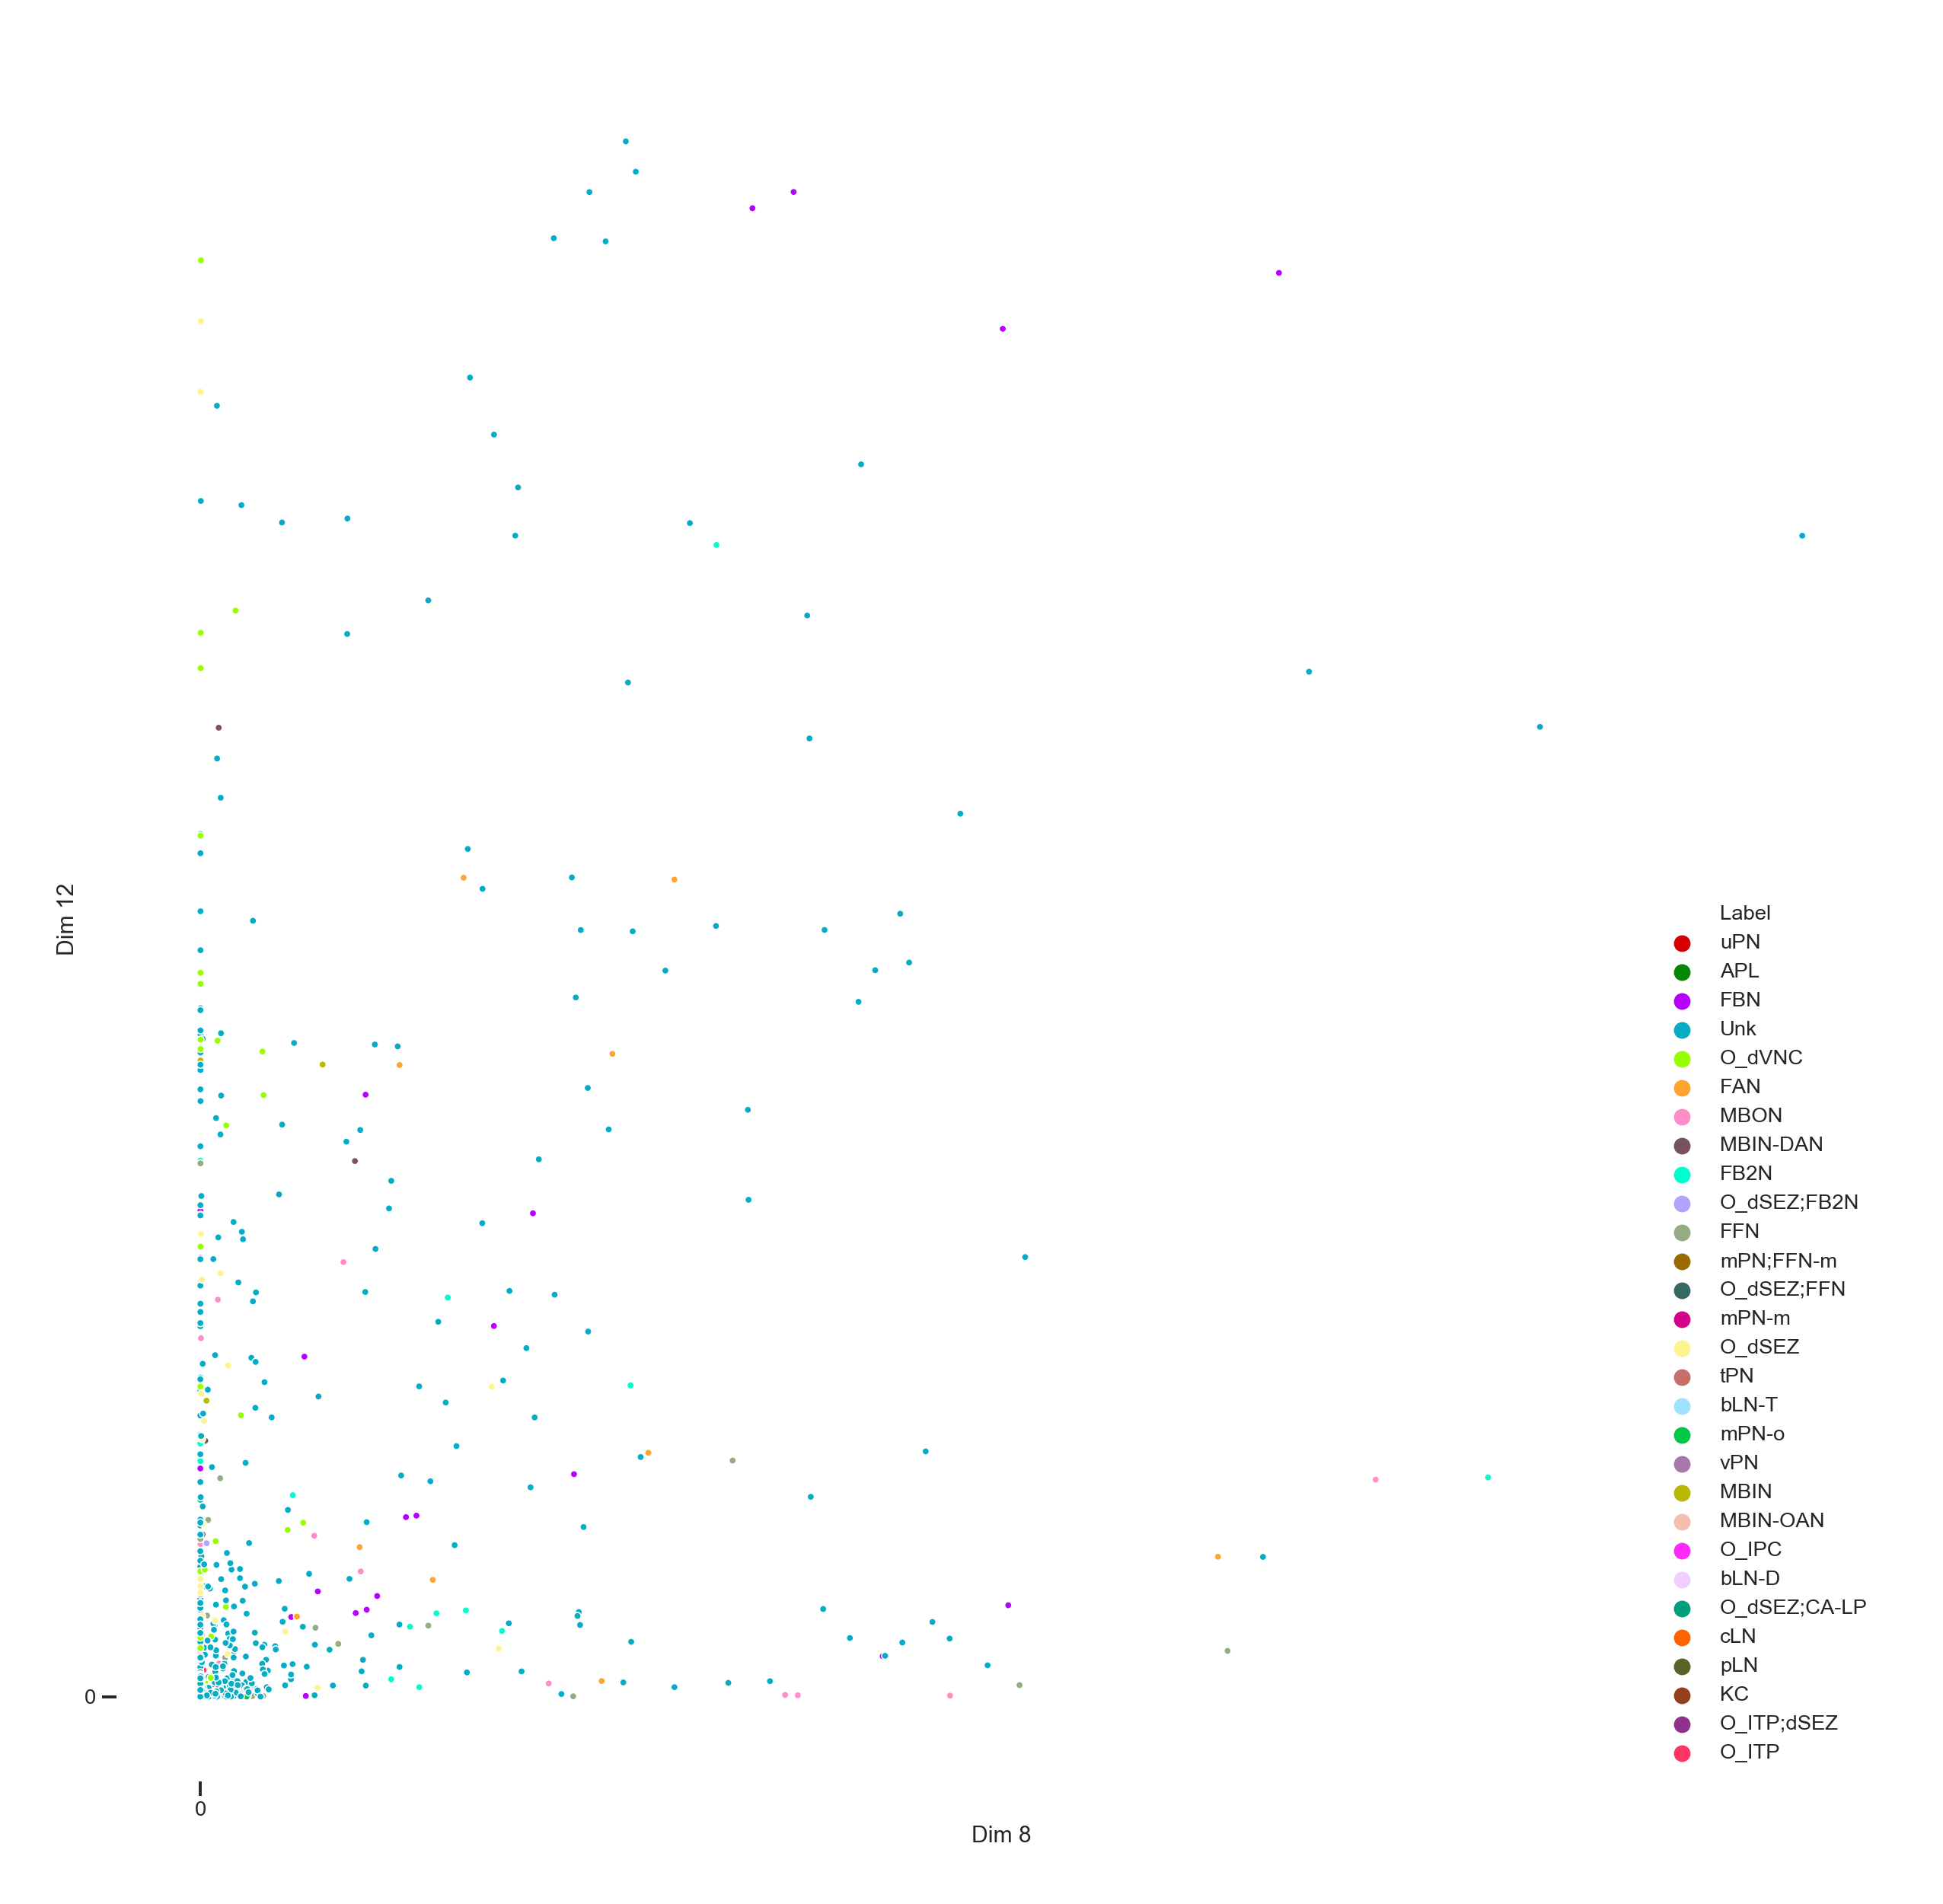 Dim 12
Label
uPN
APL
FBN
Unk
O_dVNC
FAN
MBON
MBIN-DAN
FB2N
O_dSEZ;FB2N
FFN
mPN;FFN-m
O_dSEZ;FFN
mPN-m
O_dSEZ
tPN
bLN-T
mPN-o
vPN
MBIN
MBIN-OAN
O_IPC
bLN-D
O_dSEZ;CA-LP
cLN
pLN
KC
O_ITP;dSEZ
O_ITP
0
0
Dim 8